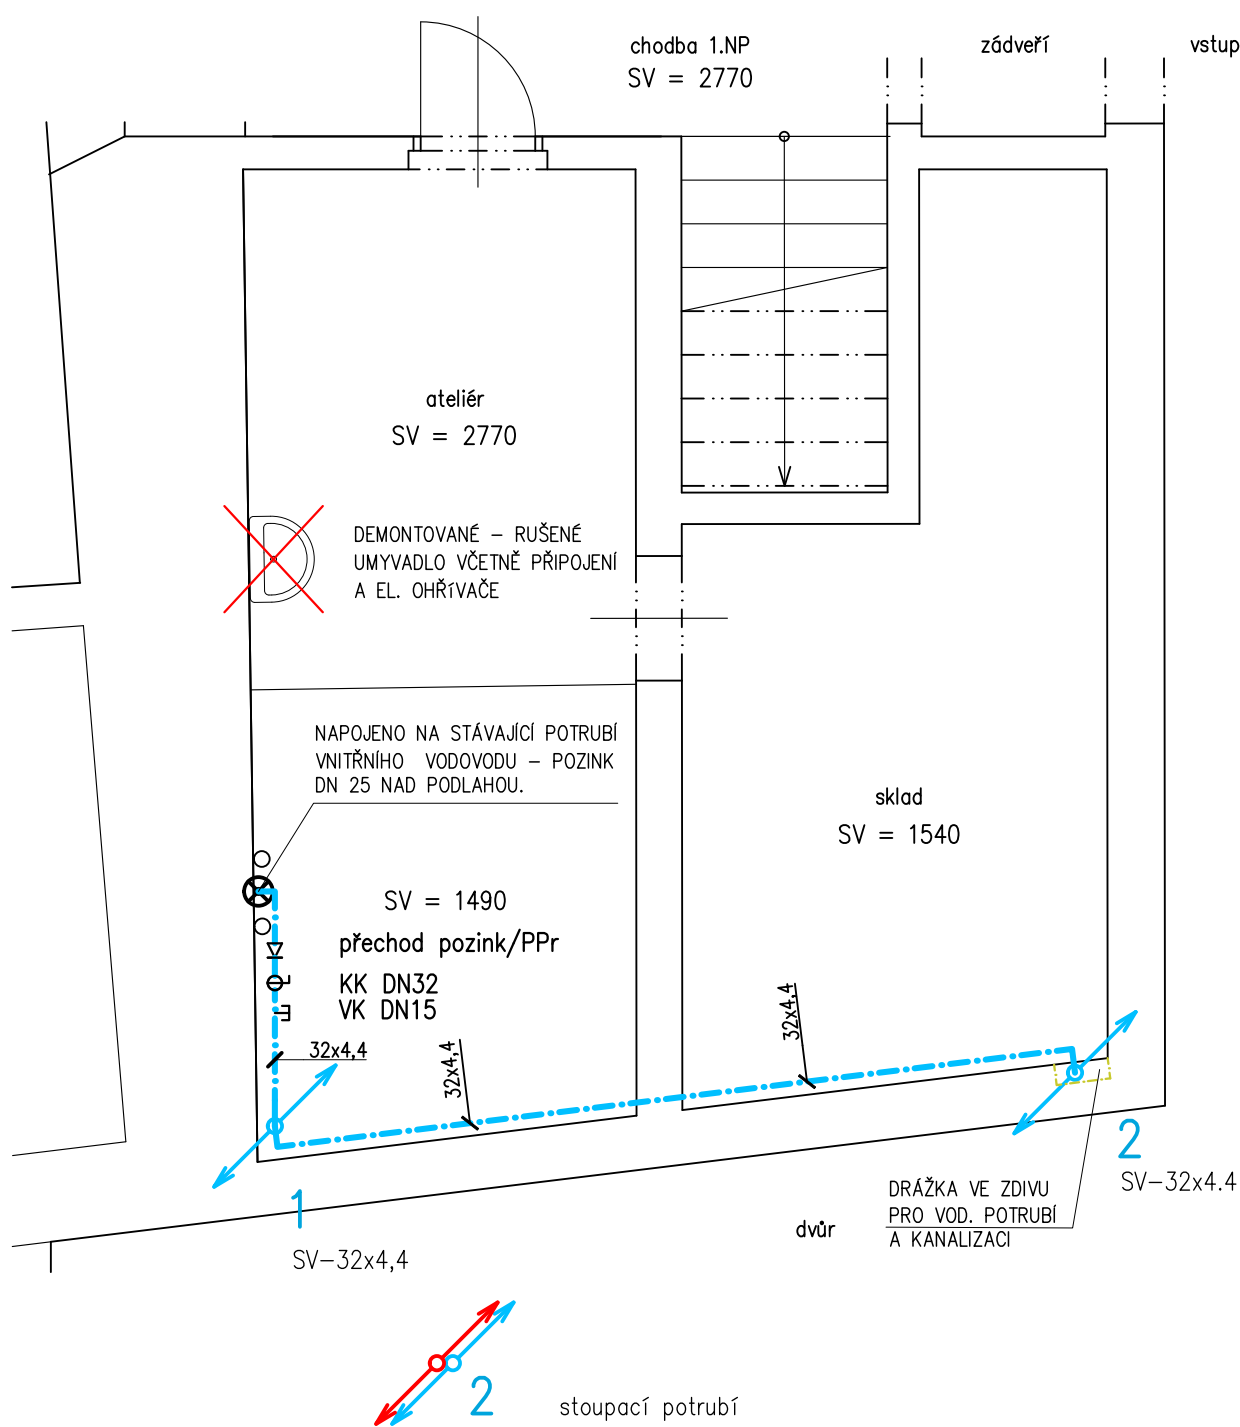 chodba 1.NP
SV = 2770
zádveří
vstup
ateliér
SV = 2770
DEMONTOVANÉ – RUŠENÉ
UMYVADLO VČETNĚ PŘIPOJENÍ
A EL. OHŘíVAČE
NAPOJENO NA STÁVAJÍCÍ POTRUBÍ
VNITŘNÍHO VODOVODU – POZINK
DN 25 NAD PODLAHOU.
sklad
SV = 1540
SV = 1490
přechod pozink/PPr
KK DN32
VK DN15
32x4,4
32x4,4
32x4,4
1
SV–32x4,4
2
SV–32x4.4
DRÁŽKA VE ZDIVU
PRO VOD. POTRUBÍ
A KANALIZACI
dvůr
2
stoupací potrubí